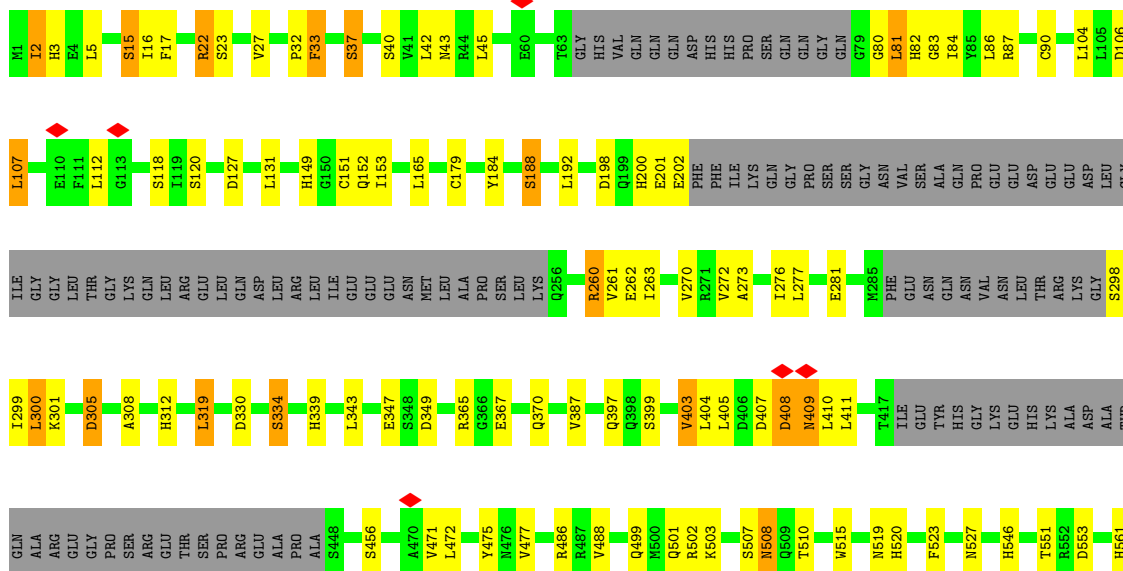 M1 I2 H3 E4 L5 S15 I16 F17 R22 S23 V27 P32 F33 S37 S40 V41 L42 N43 R44 L45 E60 T63 GLY HIS VAL GLN GLN GLN ASP HIS HIS PRO SER GLN GLN GLY GLN G79 G80 L81 H82 G83 I84 Y85 L86 R87 C90 L104 L105 D106
L107 E110 F111 L112 G113 S118 I119 S120 D127 L131 H149 G150 C151 Q152 I153 L165 C179 Y184 S188 L192 D198 Q199 H200 E201 E202 PHE PHE ILE LYS GLN GLY PRO SER SER GLY ASN VAL SER ALA GLN PRO GLU GLU ASP GLU GLU ASP LEU
ILE GLY GLY LEU THR GLY LYS GLN LEU ARG GLU LEU GLN ASP LEU ARG LEU ILE GLU GLU GLU ASN MET LEU ALA PRO SER LEU LYS Q256 R260 V261 E262 I263 V270 R271 V272 A273 I276 L277 E281 M285 PHE GLU ASN GLN ASN VAL ASN LEU THR ARG LYS GLY S298
I299 L300 K301 D305 A308 H312 L319 D330 S334 H339 L343 E347 S348 D349 R365 G366 E367 Q370 V387 Q397 Q398 S399 V403 L404 L405 D406 D407 D408 N409 L410 L411 T417 ILE GLU TYR HIS GLY LYS GLU HIS LYS ALA ASP ALA
GLN ALA ARG GLU GLY PRO SER ARG GLU THR SER PRO ARG GLU ALA PRO ALA S448 S456 A470 V471 L472 Y475 N476 V477 R486 R487 V488 Q499 M500 Q501 R502 K503 S507 N508 Q509 T510 W515 N519 H520 F523 N527 H546 T551 R552 D553 H561